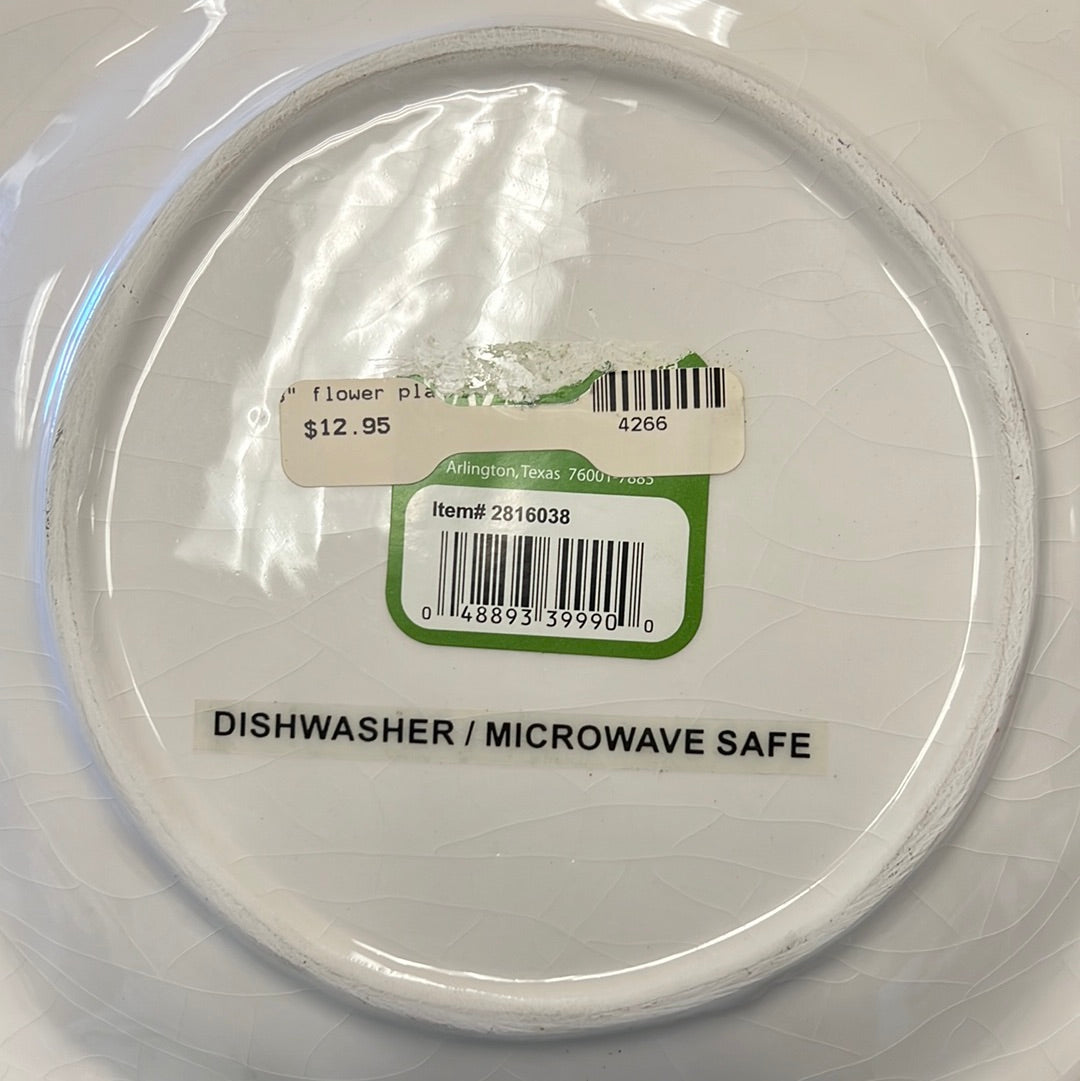 " flower pla
$12.95
4266
Arlington, Texas 76001-7885
Item# 2816038
0 48893 39990 0
DISHWASHER / MICROWAVE SAFE